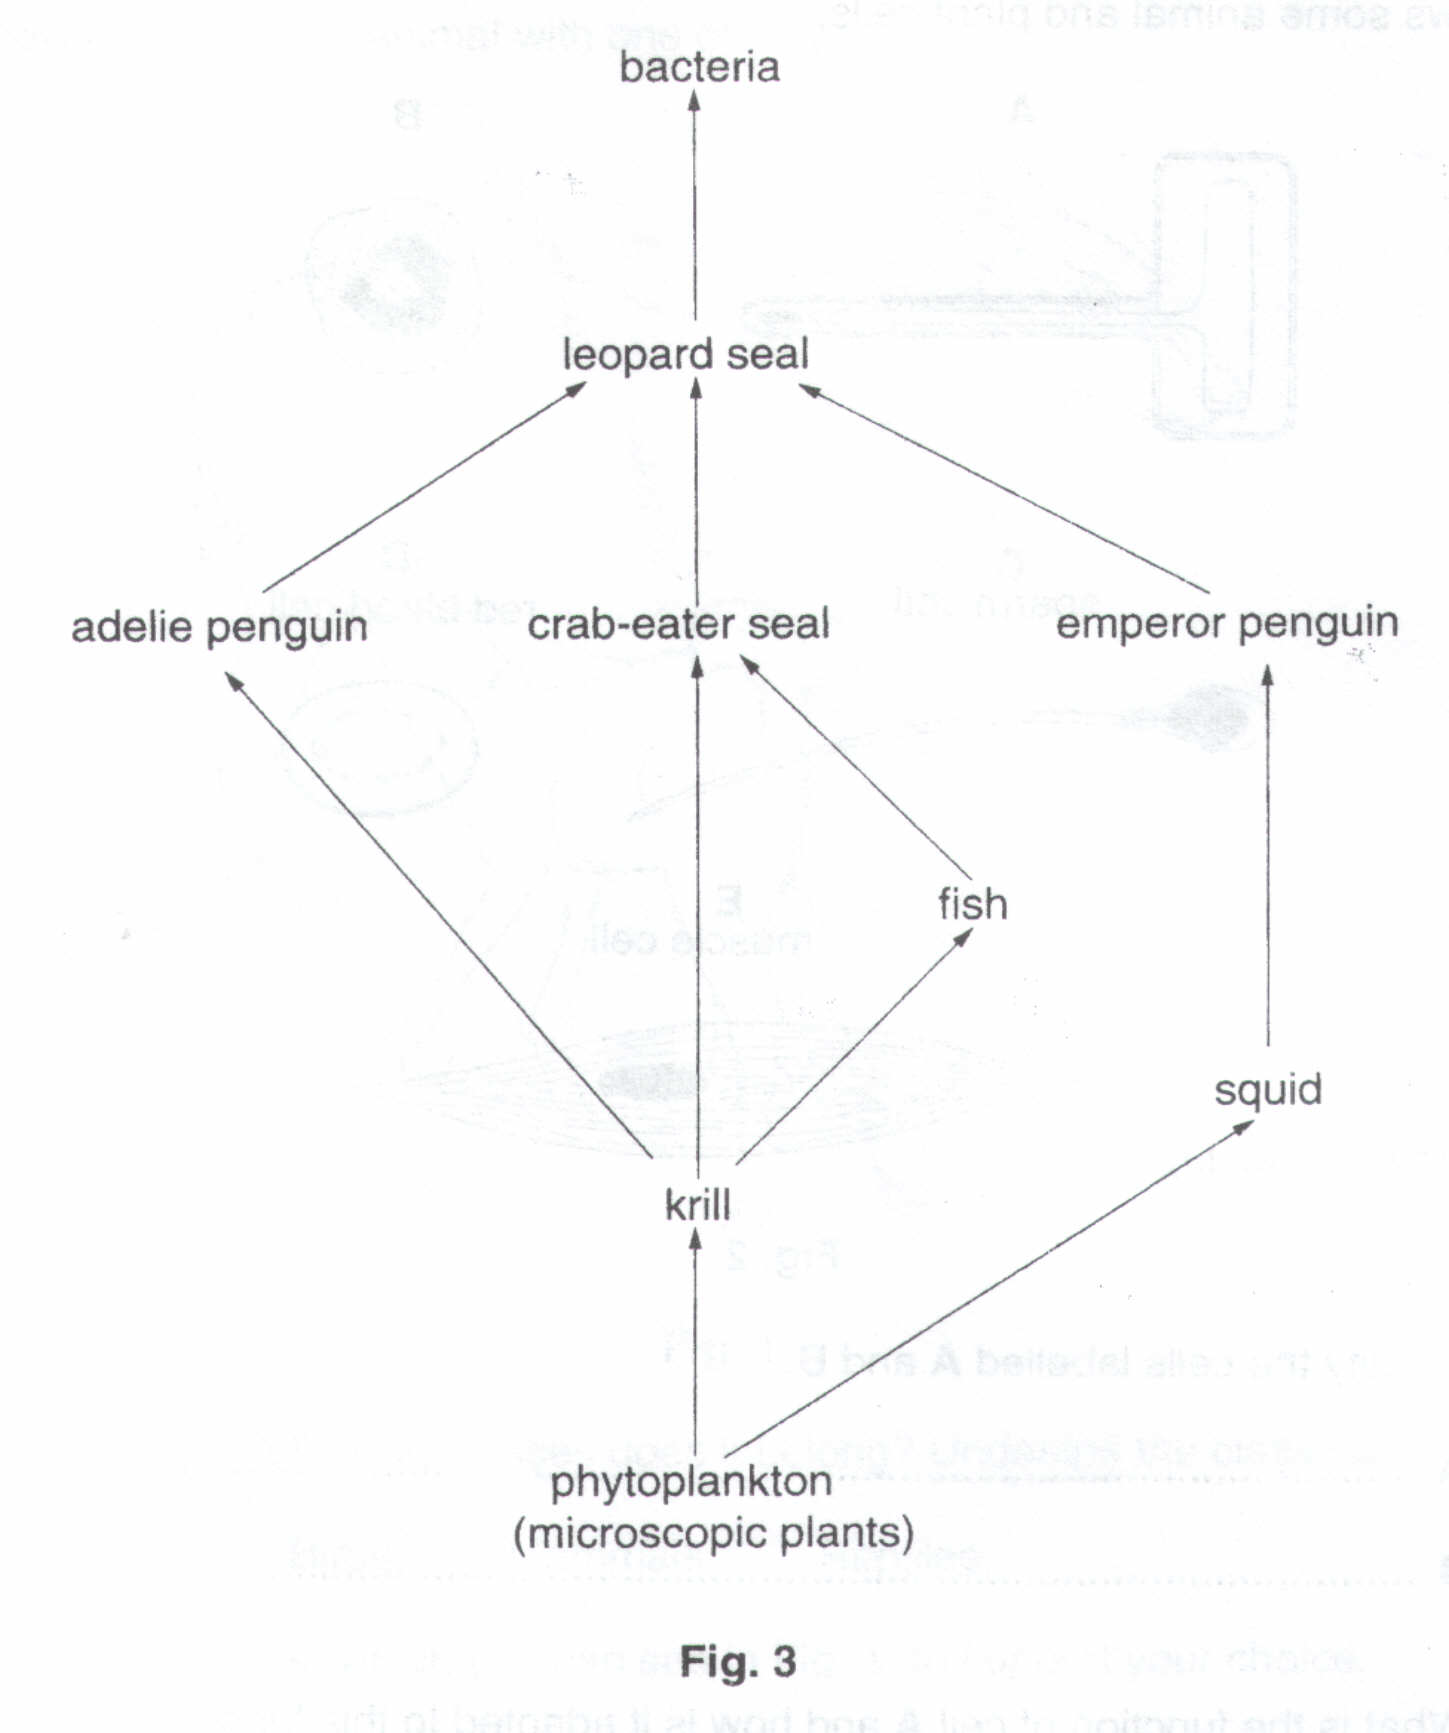 bacteria
leopard seal
adelie penguin
crab-eater seal
emperor penguin
fish
squid
krill
phytoplankton
(microscopic plants)
Fig. 3